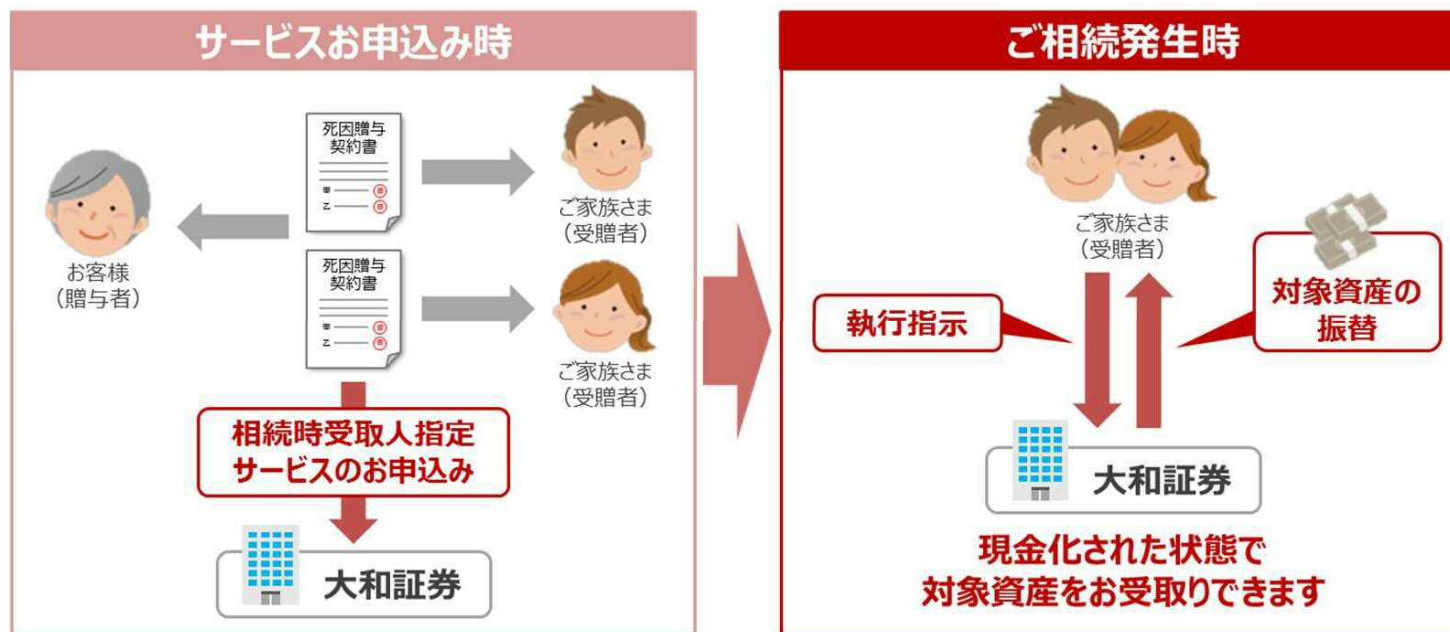 サービスお申込み時
死因贈与
契約書
甲
乙
ご家族さま
（受贈者）
お客様
（贈与者）
死因贈与
契約書
甲
乙
ご家族さま
（受贈者）
相続時受取人指定
サービスのお申込み
大和証券
ご相続発生時
ご家族さま
（受贈者）
執行指示
対象資産の
振替
大和証券
現金化された状態で
対象資産をお受取りできます